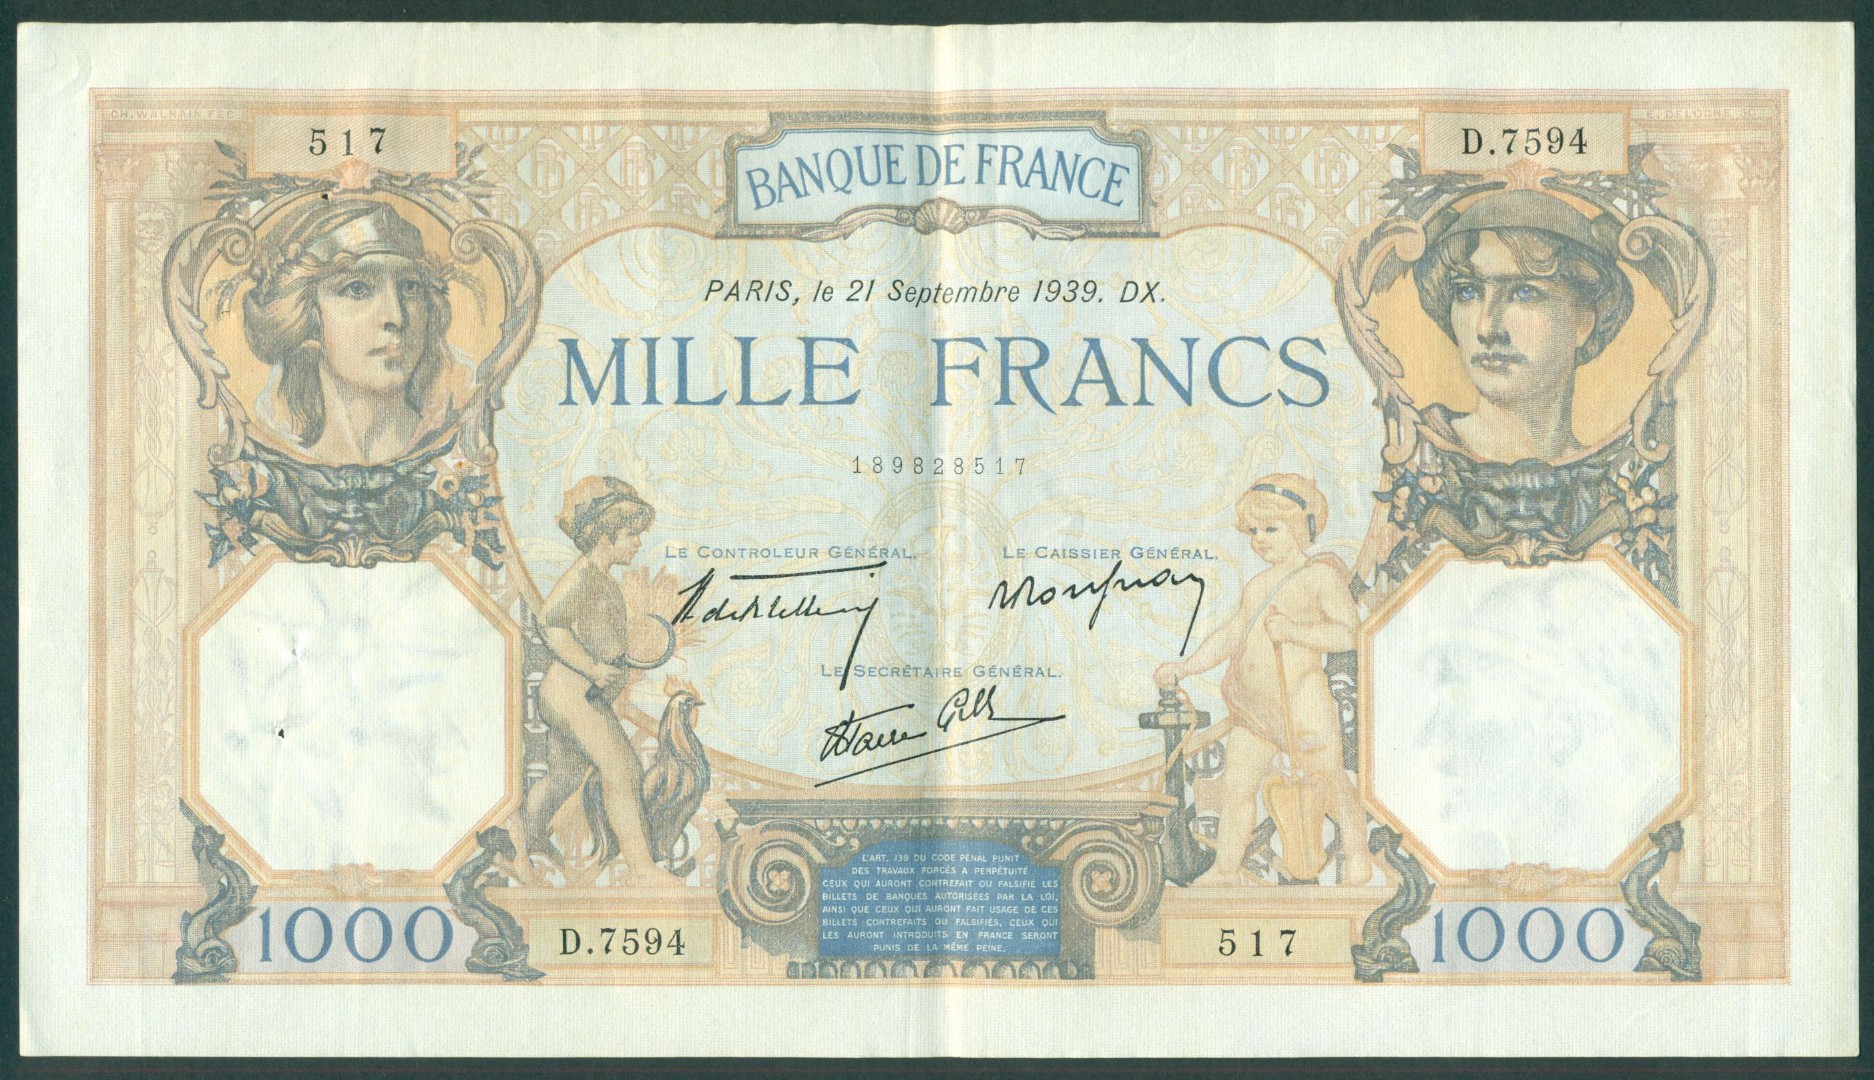 CH. WALHAIN FEC.
517
D.7594
BANQUE DE FRANCE
PARIS, le 21 Septembre 1939. DX.
MILLE FRANCS
189828517
LE CONTROLEUR GÉNÉRAL.
LE CAISSIER GÉNÉRAL.
LE SECRÉTAIRE GÉNÉRAL.
L'ART. 139 DU CODE PÉNAL PUNIT
DES TRAVAUX FORCÉS A PERPÉTUITÉ
CEUX QUI AURONT CONTREFAIT OU FALSIFIÉ LES
BILLETS DE BANQUES AUTORISÉES PAR LA LOI,
AINSI QUE CEUX QUI AURONT FAIT USAGE DE CES
BILLETS CONTREFAITS OU FALSIFIÉS, CEUX QUI
LES AURONT INTRODUITS EN FRANCE SERONT
PUNIS DE LA MÊME PEINE.
1000
D.7594
517
1000